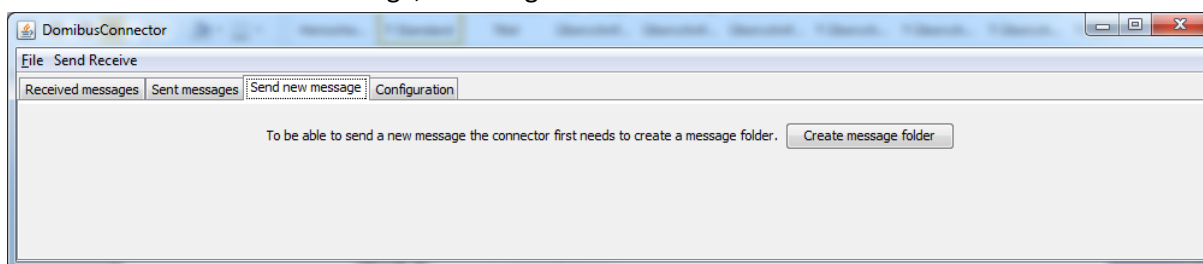 DomibusConnector
File Send Receive
Received messages Sent messages Send new message Configuration
To be able to send a new message the connector first needs to create a message folder. Create message folder